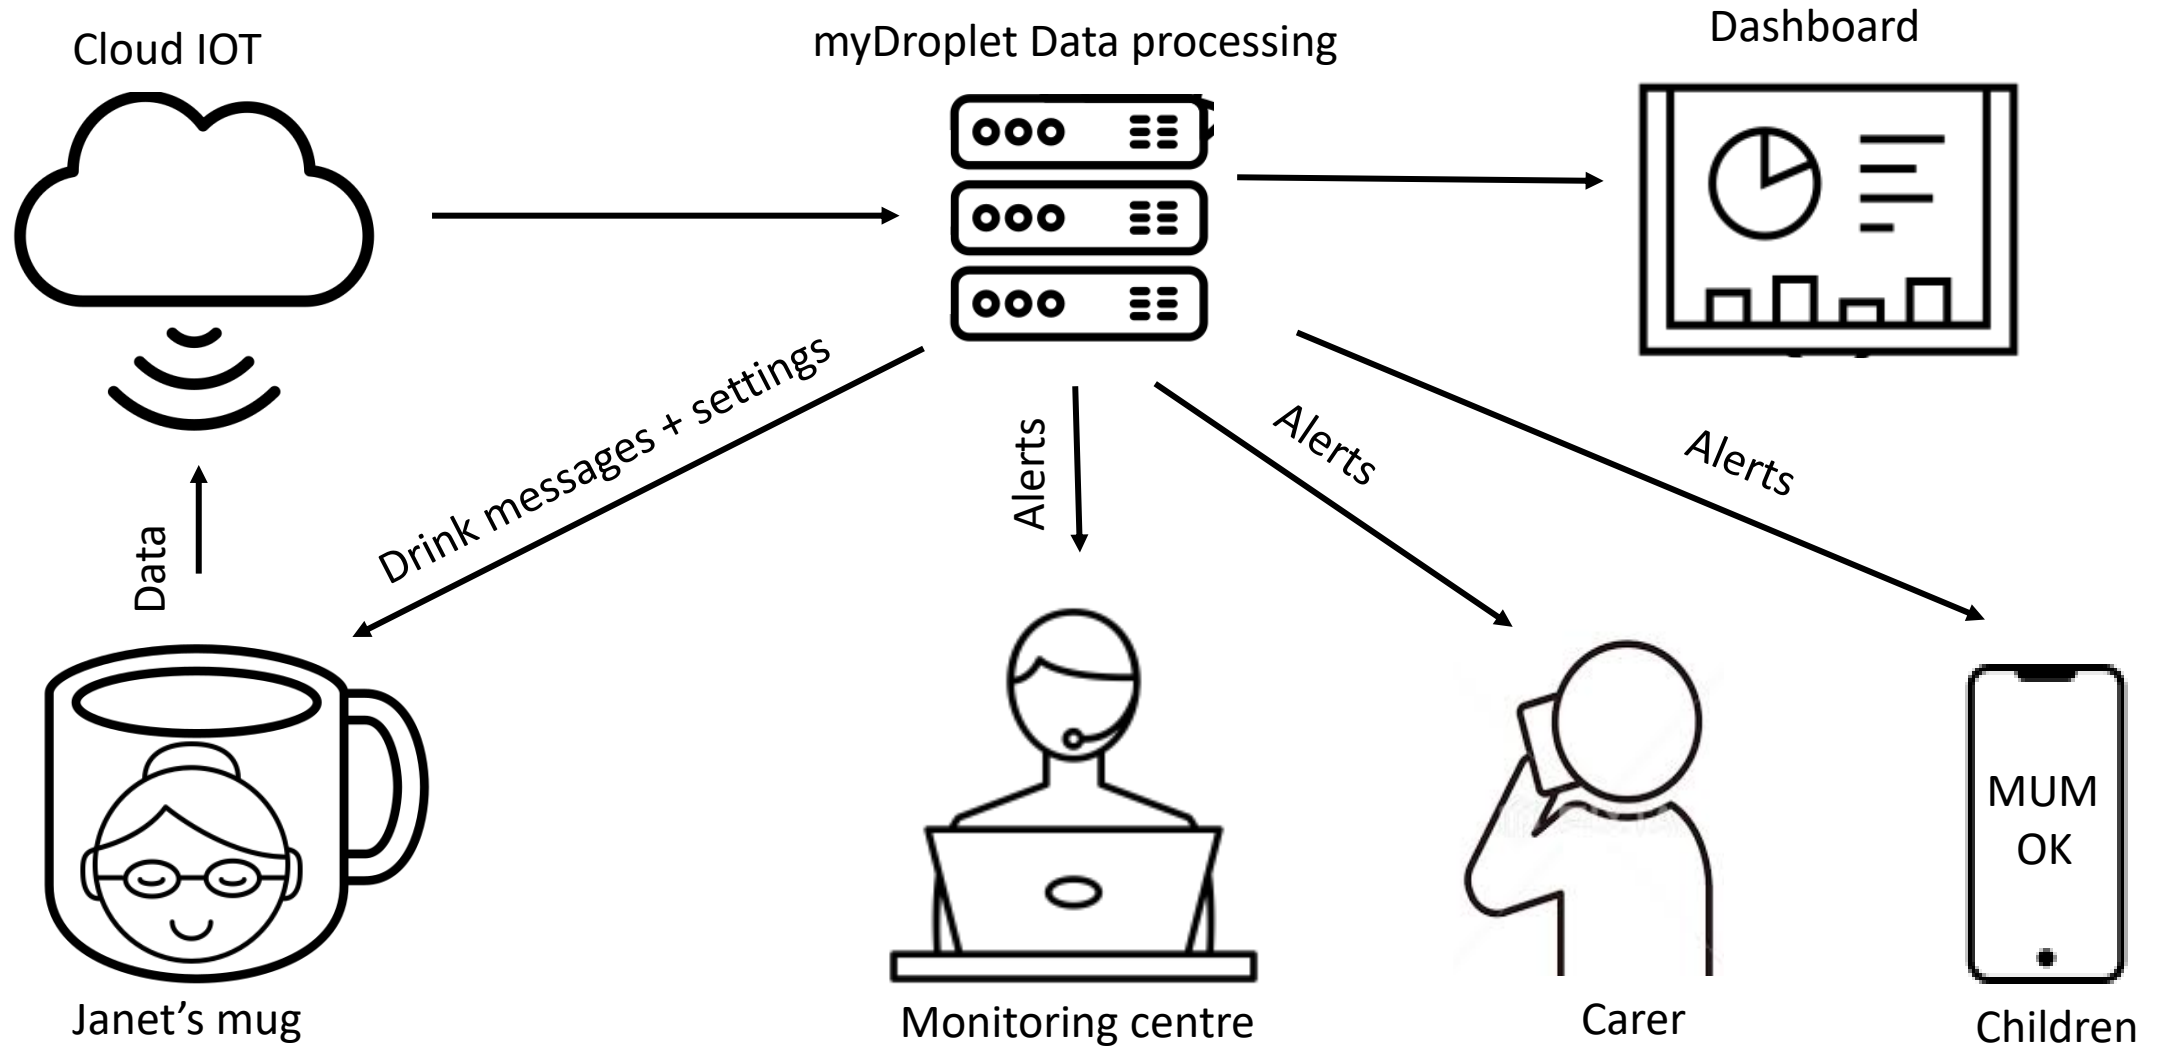 Cloud IOT
myDroplet Data processing
Dashboard
Drink messages + settings
Alerts
Alerts
Alerts
Data
MUM
OK
Janet’s mug
Monitoring centre
Carer
Children